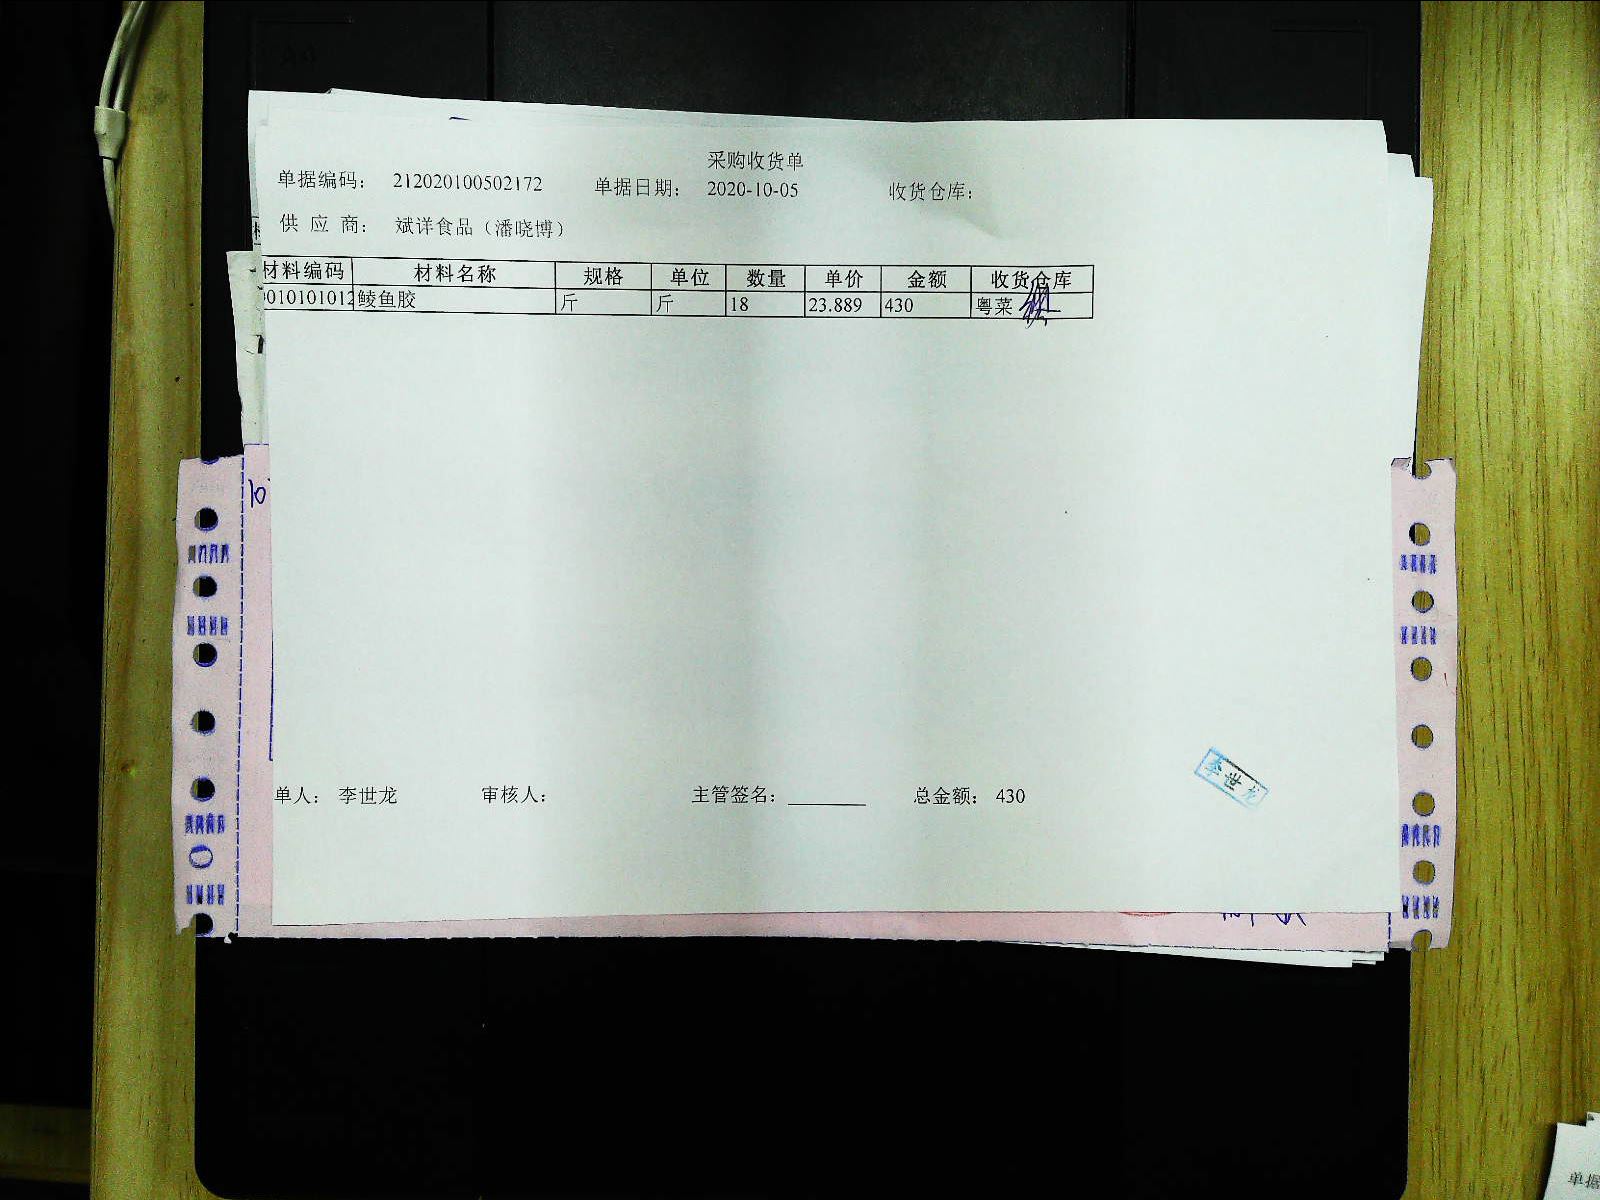 采购收货单
单据编码： 212020100502172 单据日期： 2020-10-05 收货仓库：
供 应 商： 斌洋食品（潘晓博）
材料编码 材料名称 规格 单位 数量 单价 金额 收货仓库
010101012 鲮鱼胶 斤 斤 18 23.889 430 粤菜
10
李世龙
单人： 李世龙 审核人： 主管签名： 总金额： 430
单据